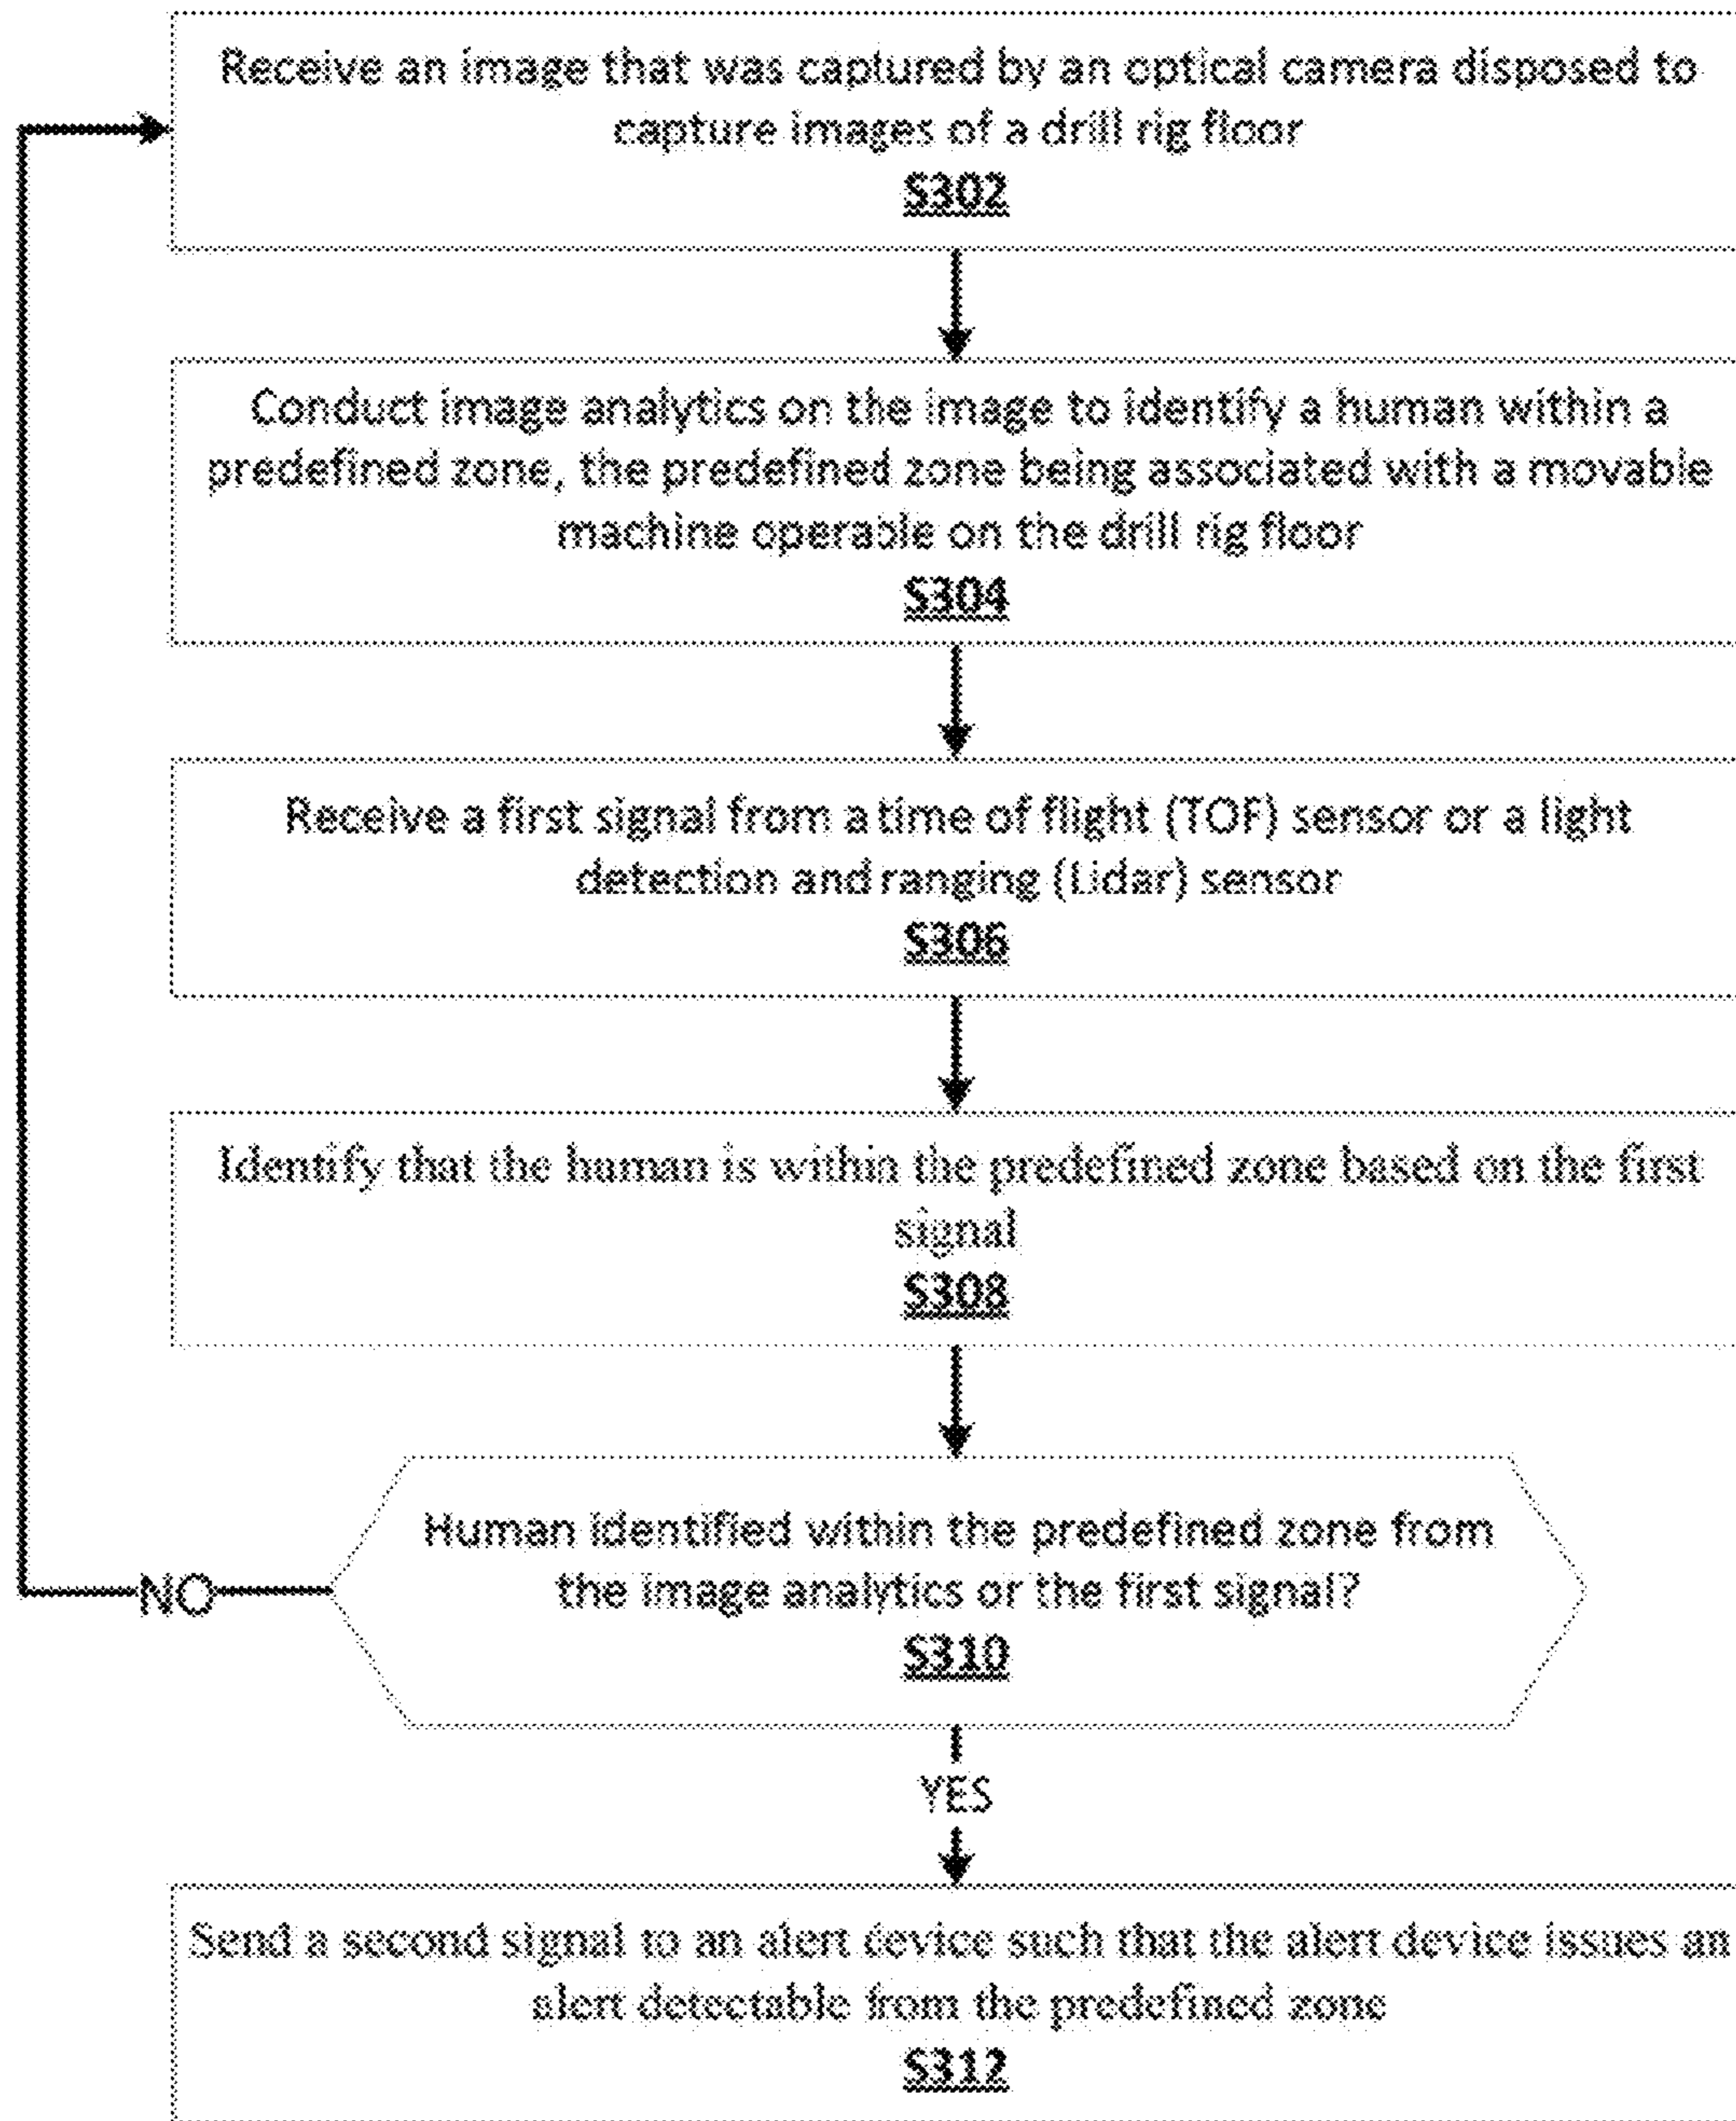 Receive an image that was captured by an optical camera disposed to
capture images of a drill rig floor
S302
Conduct image analytics on the image to identify a human within a
predefined zone, the predefined zone being associated with a movable
machine operable on the drill rig floor
S304
Receive a first signal from a time of flight (TOF) sensor or a light
detection and ranging (Lidar) sensor
S306
Identify that the human is within the predefined zone based on the first
signal
S308
Human identified within the predefined zone from
the image analytics or the first signal?
S310
NO
YES
Send a second signal to an alert device such that the alert device issues an
alert detectable from the predefined zone
S312